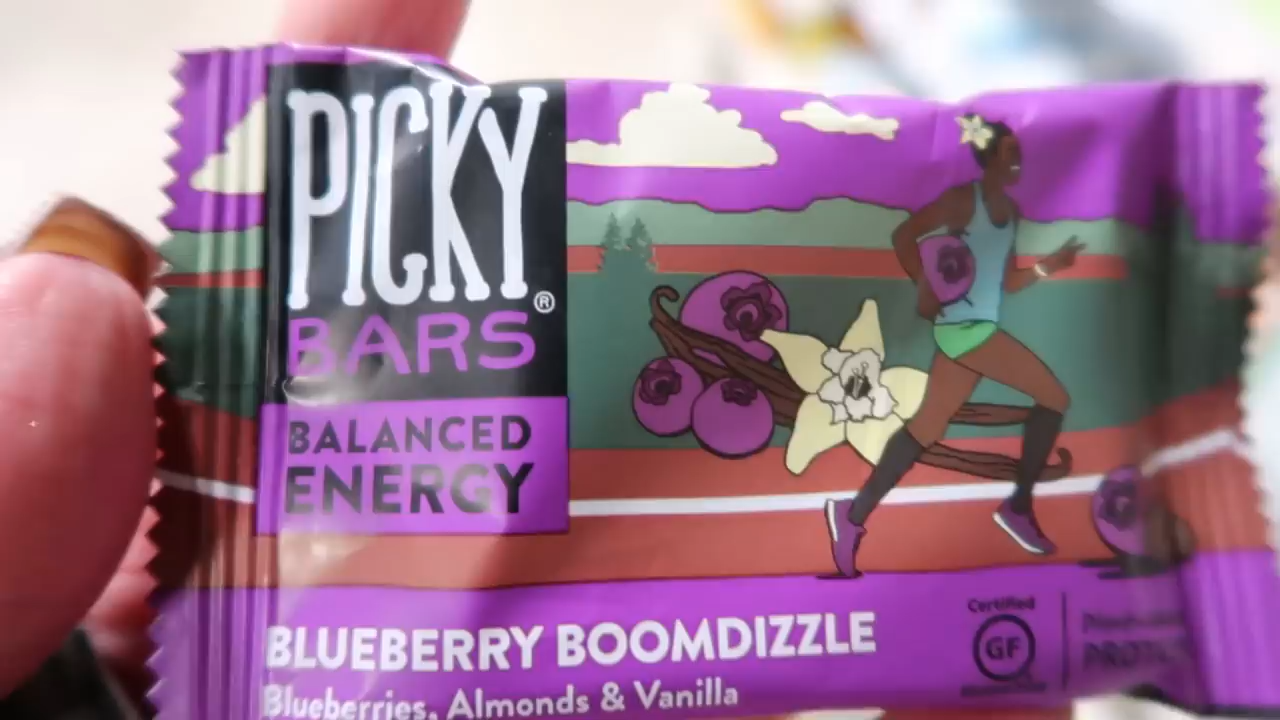 PICKY
BARS®
BALANCED
ENERGY
BLUEBERRY BOOMDIZZLE
Blueberries, Almonds & Vanilla
Certified
GF